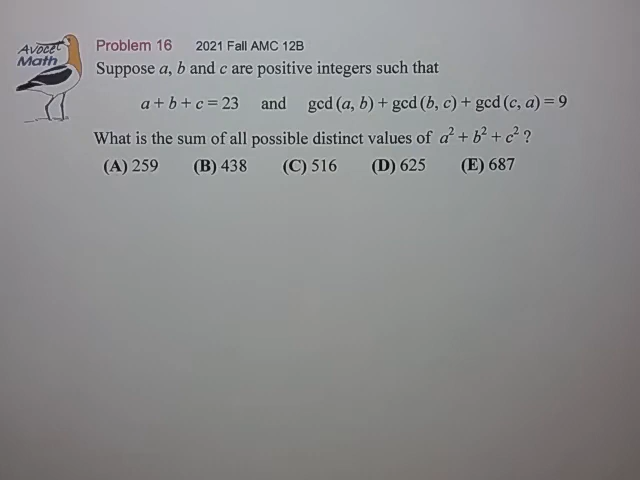 Avocet
Math
Problem 16 2021 Fall AMC 12B
Suppose a, b and c are positive integers such that
a + b + c = 23 and gcd (a, b) + gcd (b, c) + gcd (c, a) = 9
What is the sum of all possible distinct values of a² + b² + c² ?
(A) 259 (B) 438 (C) 516 (D) 625 (E) 687